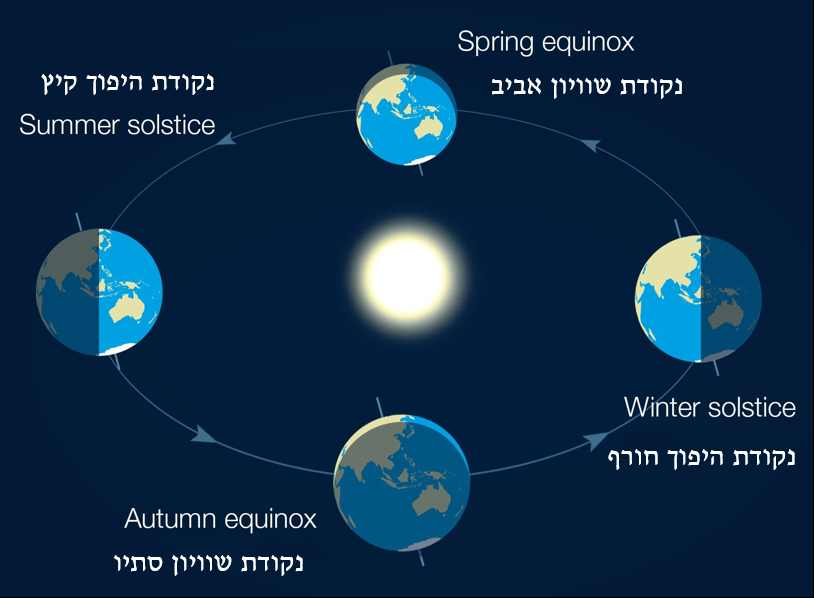 Spring equinox
נקודת שוויון אביב
נקודת היפוך קיץ
Summer solstice
Winter solstice
נקודת היפוך חורף
Autumn equinox
נקודת שוויון סתיו